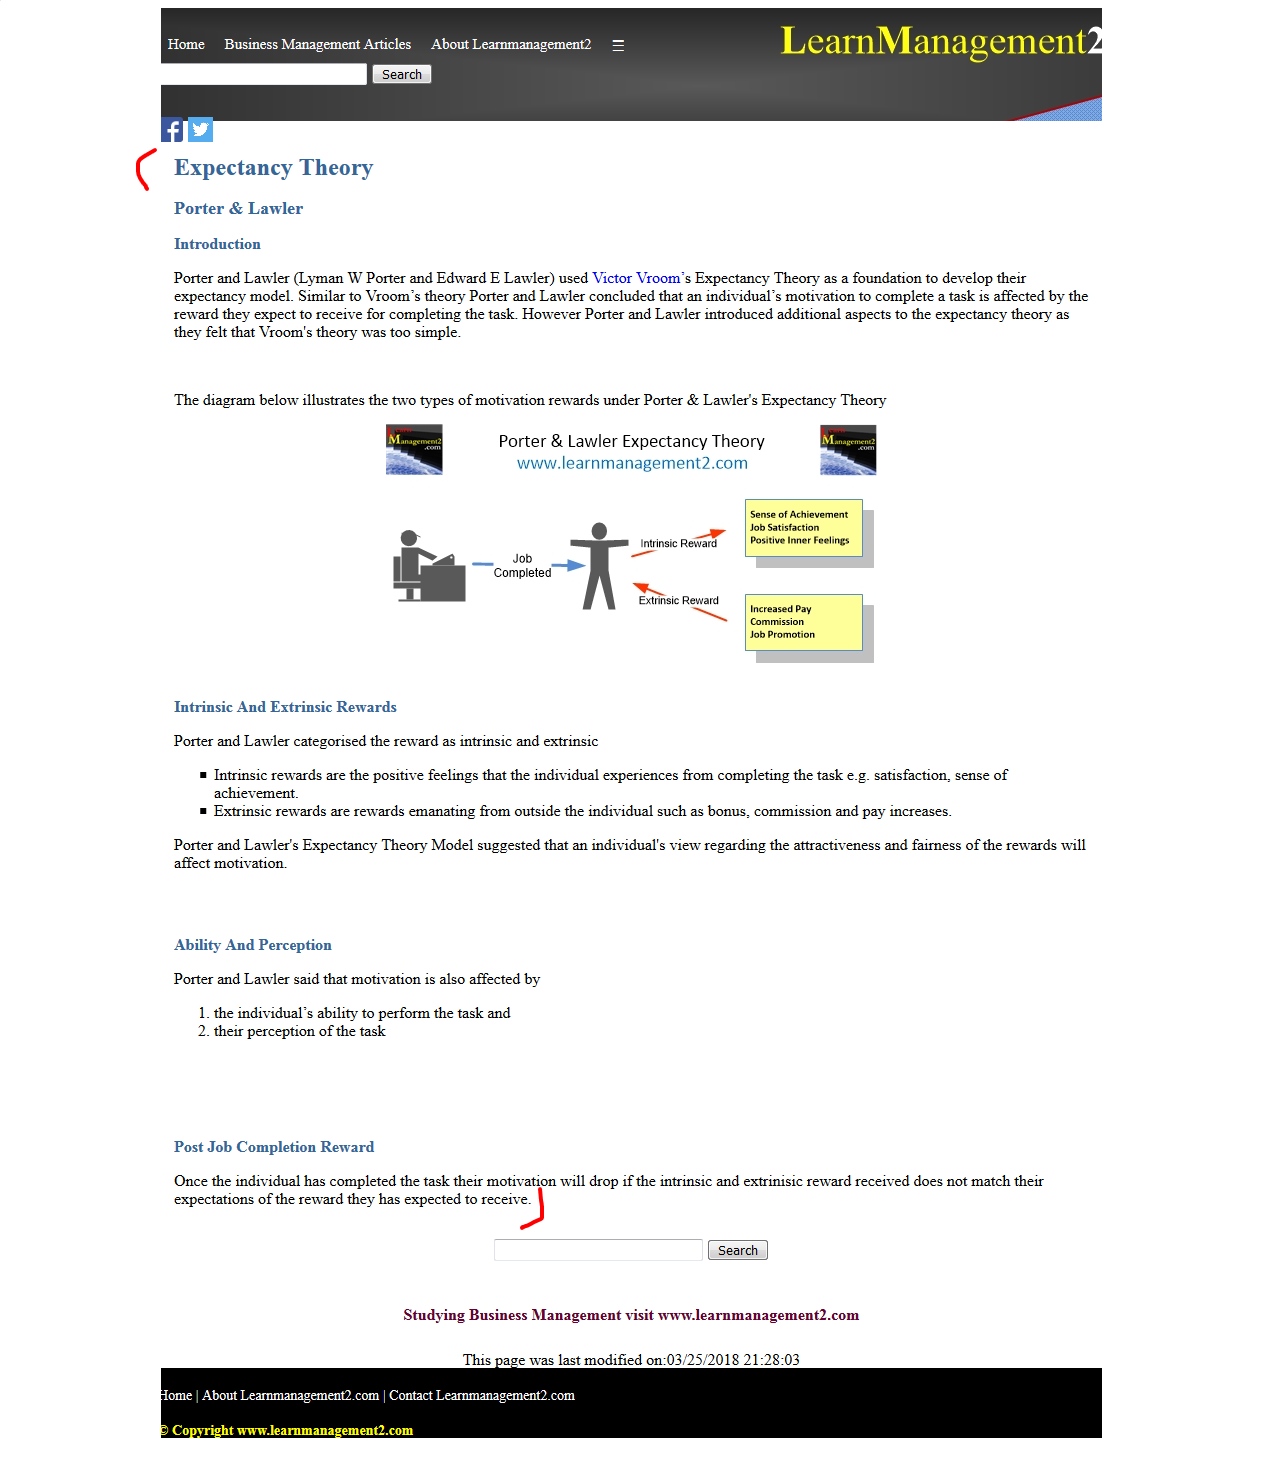 LearnManagement2
Home Business Management Articles About Learnmanagement2 ☰
Search
Expectancy Theory
Porter & Lawler
Introduction
Porter and Lawler (Lyman W Porter and Edward E Lawler) used Victor Vroom’s Expectancy Theory as a foundation to develop their
expectancy model. Similar to Vroom’s theory Porter and Lawler concluded that an individual’s motivation to complete a task is affected by the
reward they expect to receive for completing the task. However Porter and Lawler introduced additional aspects to the expectancy theory as
they felt that Vroom's theory was too simple.
The diagram below illustrates the two types of motivation rewards under Porter & Lawler's Expectancy Theory
Management2
.com
Porter & Lawler Expectancy Theory
www.learnmanagement2.com
Management2
.com
Job
Completed
Intrinsic Reward
Sense of Achievement
Job Satisfaction
Positive Inner Feelings
Extrinsic Reward
Increased Pay
Commission
Job Promotion
Intrinsic And Extrinsic Rewards
Porter and Lawler categorised the reward as intrinsic and extrinsic
▪ Intrinsic rewards are the positive feelings that the individual experiences from completing the task e.g. satisfaction, sense of
achievement.
▪ Extrinsic rewards are rewards emanating from outside the individual such as bonus, commission and pay increases.
Porter and Lawler's Expectancy Theory Model suggested that an individual's view regarding the attractiveness and fairness of the rewards will
affect motivation.
Ability And Perception
Porter and Lawler said that motivation is also affected by
1. the individual’s ability to perform the task and
2. their perception of the task
Post Job Completion Reward
Once the individual has completed the task their motivation will drop if the intrinsic and extrinisic reward received does not match their
expectations of the reward they has expected to receive.
Search
Studying Business Management visit www.learnmanagement2.com
This page was last modified on:03/25/2018 21:28:03
Home | About Learnmanagement2.com | Contact Learnmanagement2.com
© Copyright www.learnmanagement2.com